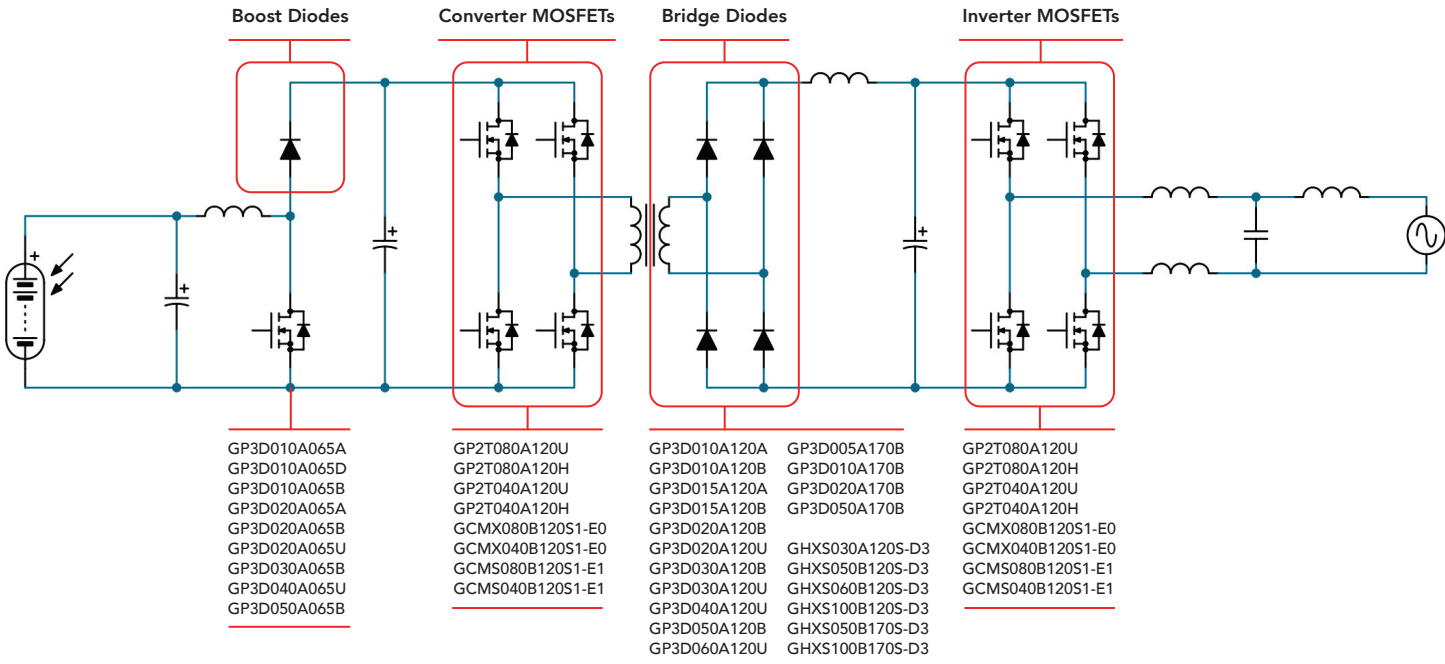 Boost Diodes
Converter MOSFETs
Bridge Diodes
Inverter MOSFETs
+
+
+
+
GP3D010A065A
GP3D010A065D
GP3D010A065B
GP3D020A065A
GP3D020A065B
GP3D020A065U
GP3D030A065B
GP3D040A065U
GP3D050A065B
GP2T080A120U
GP2T080A120H
GP2T040A120U
GP2T040A120H
GCMX080B120S1-E0
GCMX040B120S1-E0
GCMS080B120S1-E1
GCMS040B120S1-E1
GP3D010A120A
GP3D010A120B
GP3D015A120A
GP3D015A120B
GP3D020A120B
GP3D020A120U
GP3D030A120B
GP3D030A120U
GP3D040A120U
GP3D050A120B
GP3D060A120U
GP3D005A170B
GP3D010A170B
GP3D020A170B
GP3D050A170B
GHXS030A120S-D3
GHXS050B120S-D3
GHXS060B120S-D3
GHXS100B120S-D3
GHXS050B170S-D3
GHXS100B170S-D3
GP2T080A120U
GP2T080A120H
GP2T040A120U
GP2T040A120H
GCMX080B120S1-E0
GCMX040B120S1-E0
GCMS080B120S1-E1
GCMS040B120S1-E1